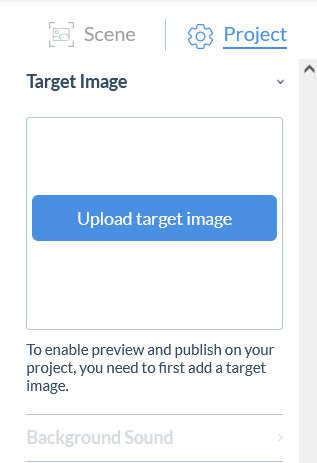 Scene
Project
Target Image
Upload target image
To enable preview and publish on your
project, you need to first add a target
image.
Background Sound